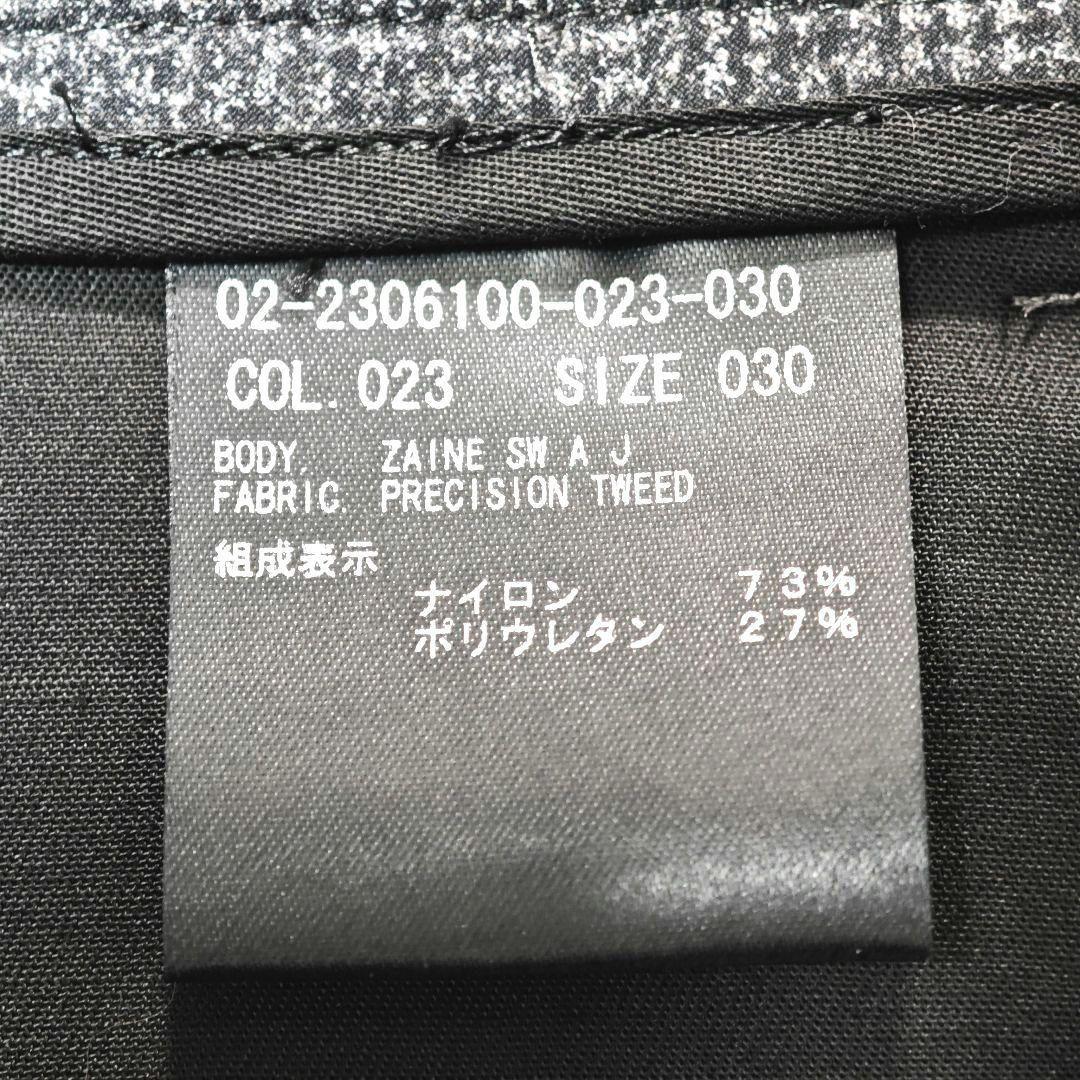 02-2306100-023-030
COL. 023 SIZE 030
BODY. ZAINE SW A J
FABRIC. PRECISION TWEED
組成表示
ナイロン 73%
ポリウレタン 27%